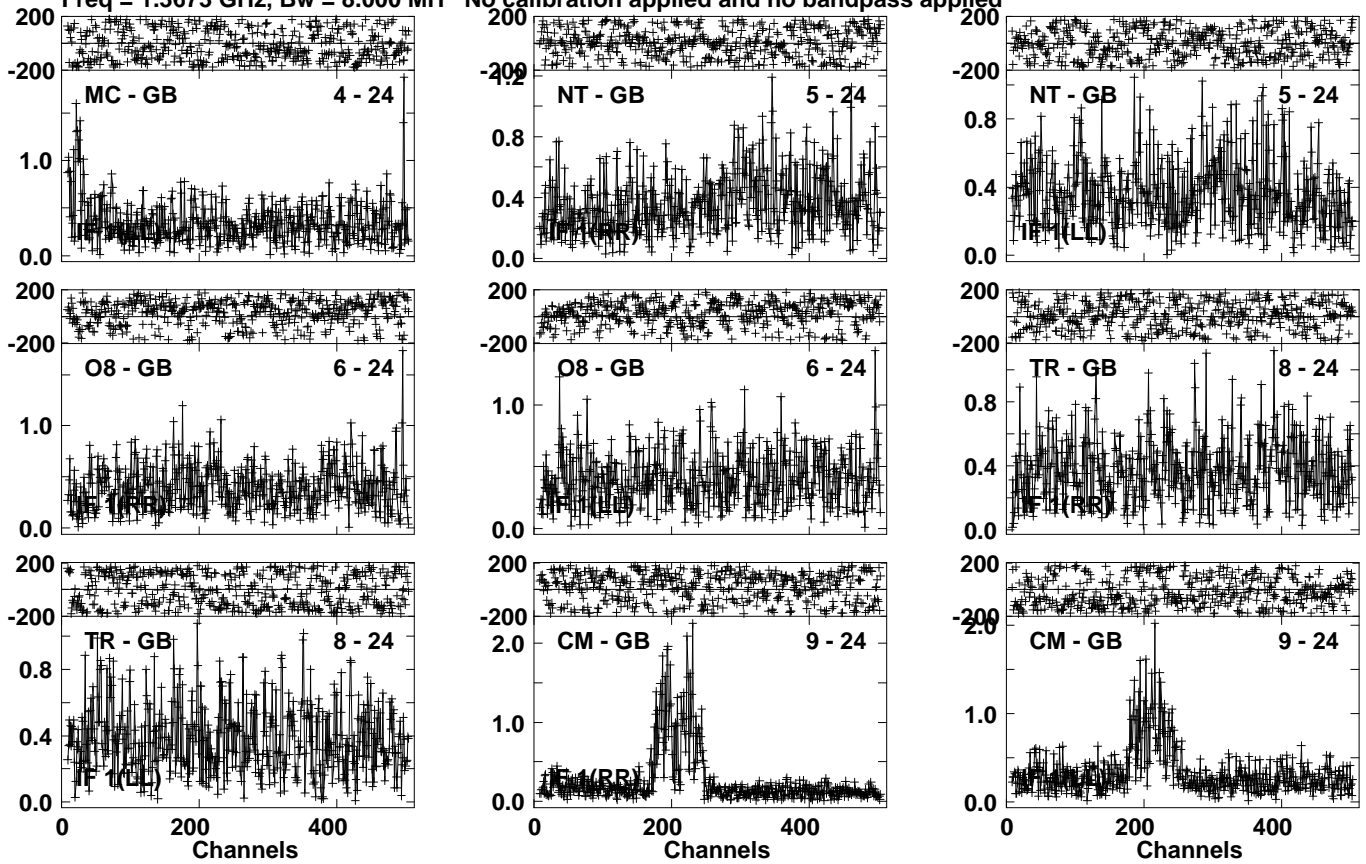 Freq = 1.3673 GHz, Bw = 8.000 MH No calibration applied and no bandpass applied
200
-200
MC - GB 4 - 24
1.0
0.0
200
-200
1.2
NT - GB 5 - 24
0.8
0.4
0.0
IF 1(RR)
200
-200
NT - GB 5 - 24
0.8
0.4
0.0
IF 1(LL)
200
-200
O8 - GB 6 - 24
1.0
0.0
IF 1(RR)
200
-200
O8 - GB 6 - 24
1.0
0.0
IF 1(LL)
200
-200
TR - GB 8 - 24
0.8
0.4
0.0
IF 1(RR)
200
-200
TR - GB 8 - 24
0.8
0.4
0.0
IF 1(LL)
0 200 400
Channels
200
-200
CM - GB 9 - 24
2.0
1.0
0.0
IF 1(RR)
0 200 400
Channels
200
-200
2.0
CM - GB 9 - 24
1.0
0.0
IF 1(LL)
0 200 400
Channels